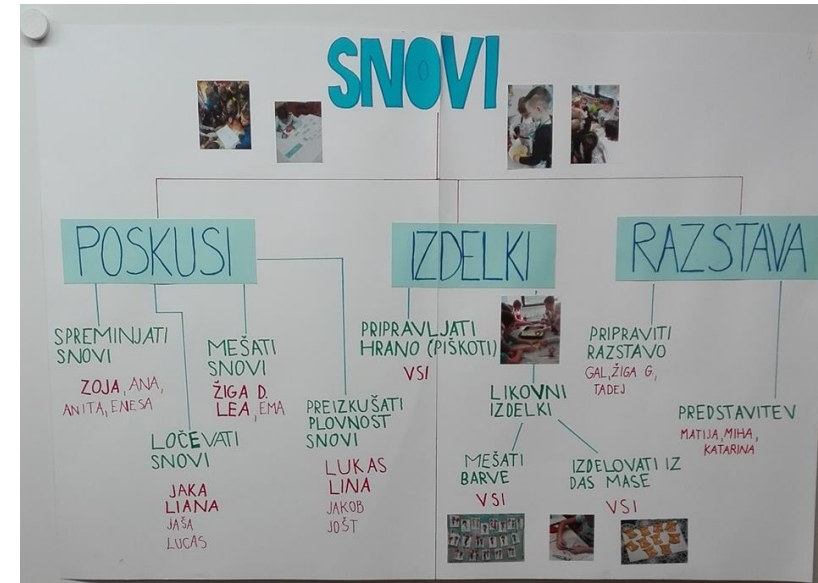 SNOVI
POSKUSI
SPREMINJATI
SNOVI
ZOJA, ANA,
ANITA, ENESA
LOČEVATI
SNOVI
JAKA
LIANA
JAŠA
LUCAS
MEŠATI
SNOVI
ŽIGA D.
LEA, EMA
PREIZKUŠATI
PLOVNOST
SNOVI
LUKAS
LINA
JAKOB
JOŠT
IZDELKI
PRIPRAVLJATI
HRANO (PIŠKOTI)
VSI
LIKOVNI
IZDELKI
MEŠATI
BARVE
VSI
IZDELOVATI IZ
DAS MASE
VSI
RAZSTAVA
PRIPRAVITI
RAZSTAVO
GAL, ŽIGA G,
TADEJ
PREDSTAVITEV
MATIJA, MIHA,
KATARINA